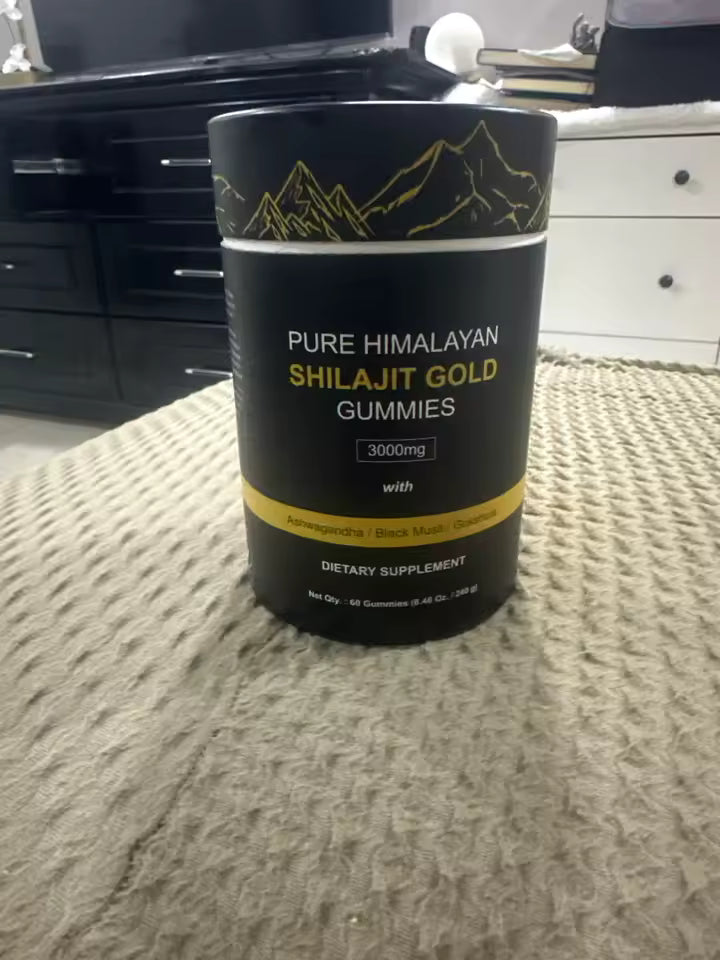 PURE HIMALAYAN
SHILAJIT GOLD
GUMMIES
3000mg
with
Ashwagandha / Black Musli / Gokshura
DIETARY SUPPLEMENT
Net Qty. : 60 Gummies (8.46 Oz. / 240 g)